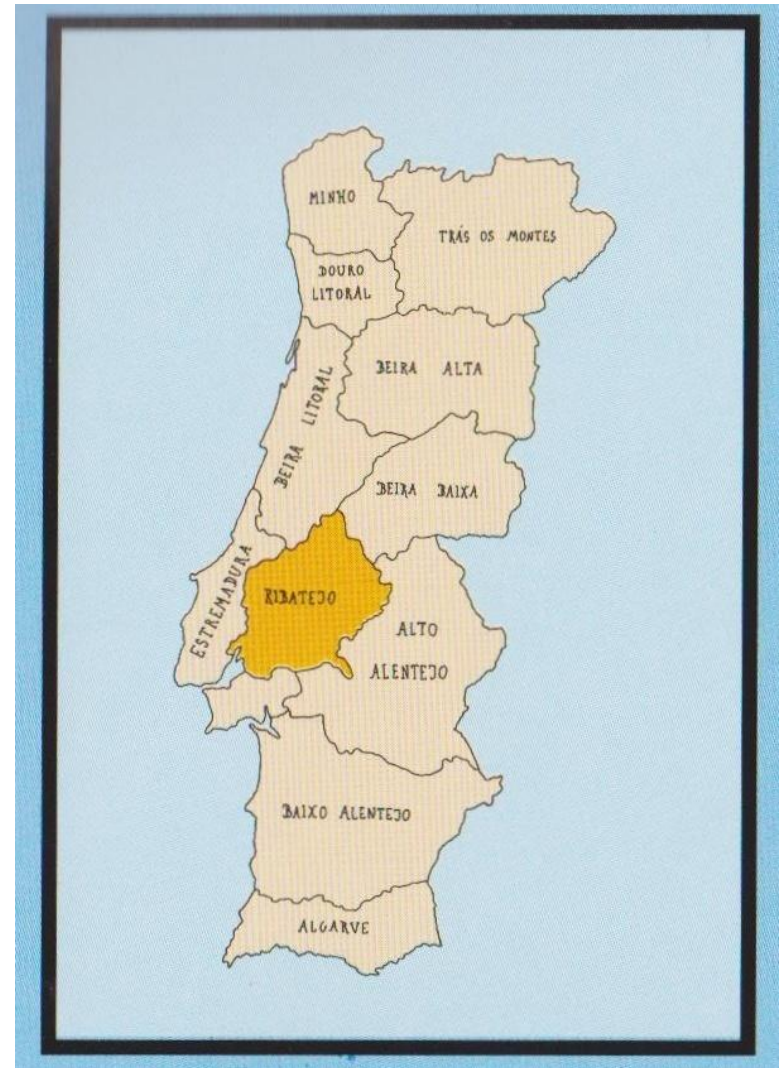 MINHO
TRÁS OS MONTES
DOURO
LITORAL
BEIRA ALTA
BEIRA LITORAL
BEIRA BAIXA
ESTREMADURA
RIBATEJO
ALTO
ALENTEJO
BAIXO ALENTEJO
ALGARVE